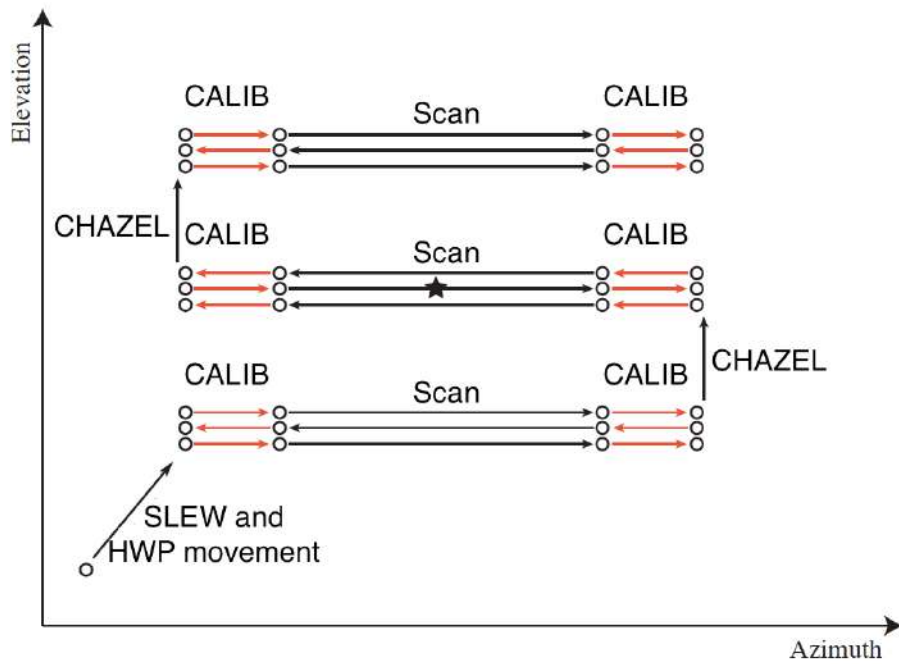 Elevation
CALIB
CALIB
Scan
CHAZEL
CALIB
CALIB
Scan
CHAZEL
CALIB
CALIB
Scan
SLEW and
HWP movement
Azimuth